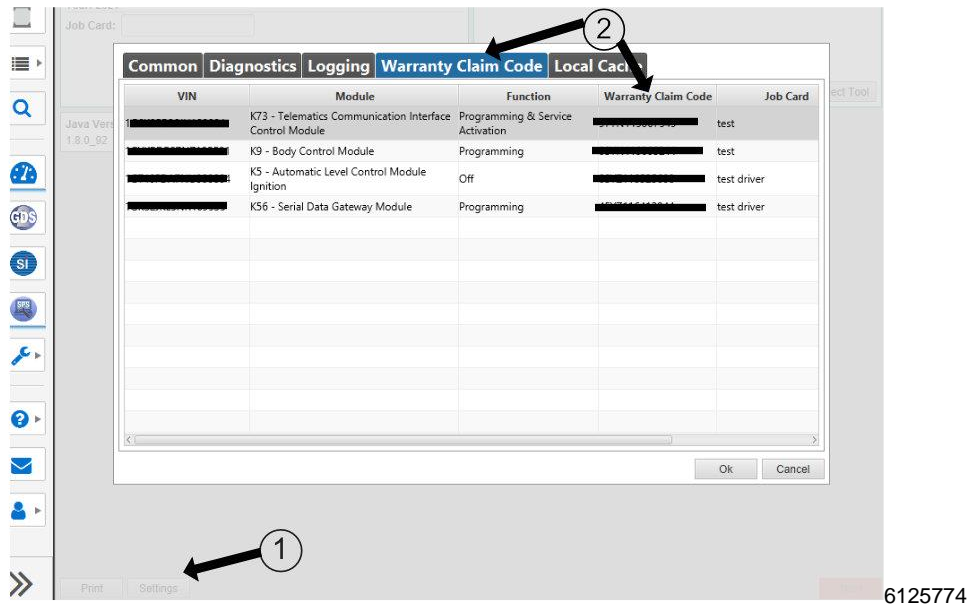 Job Card:
2
Common Diagnostics Logging Warranty Claim Code Local Cache
VIN Module Function Warranty Claim Code Job Card
K73 - Telematics Communication Interface Control Module Programming & Service Activation test
K9 - Body Control Module Programming test
K5 - Automatic Level Control Module Ignition Off test driver
K56 - Serial Data Gateway Module Programming test driver
ect Tool
Java Vers
1.8.0_92
GDS
SI
SPS
Ok Cancel
1
Print Settings
6125774